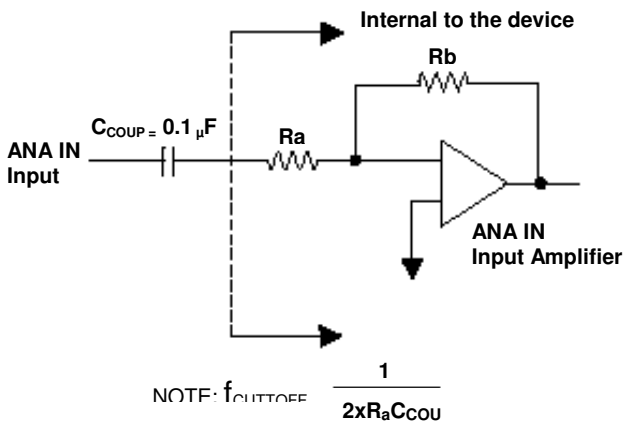 Internal to the device
Rb
CCOUP = 0.1 µF
Ra
ANA IN
Input
ANA IN
Input Amplifier
NOTE: fCUTTOFF
1
2xRaCCOU